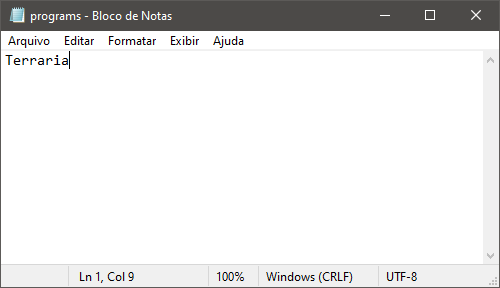 programs - Bloco de Notas
Arquivo Editar Formatar Exibir Ajuda
Terraria
Ln 1, Col 9 100% Windows (CRLF) UTF-8